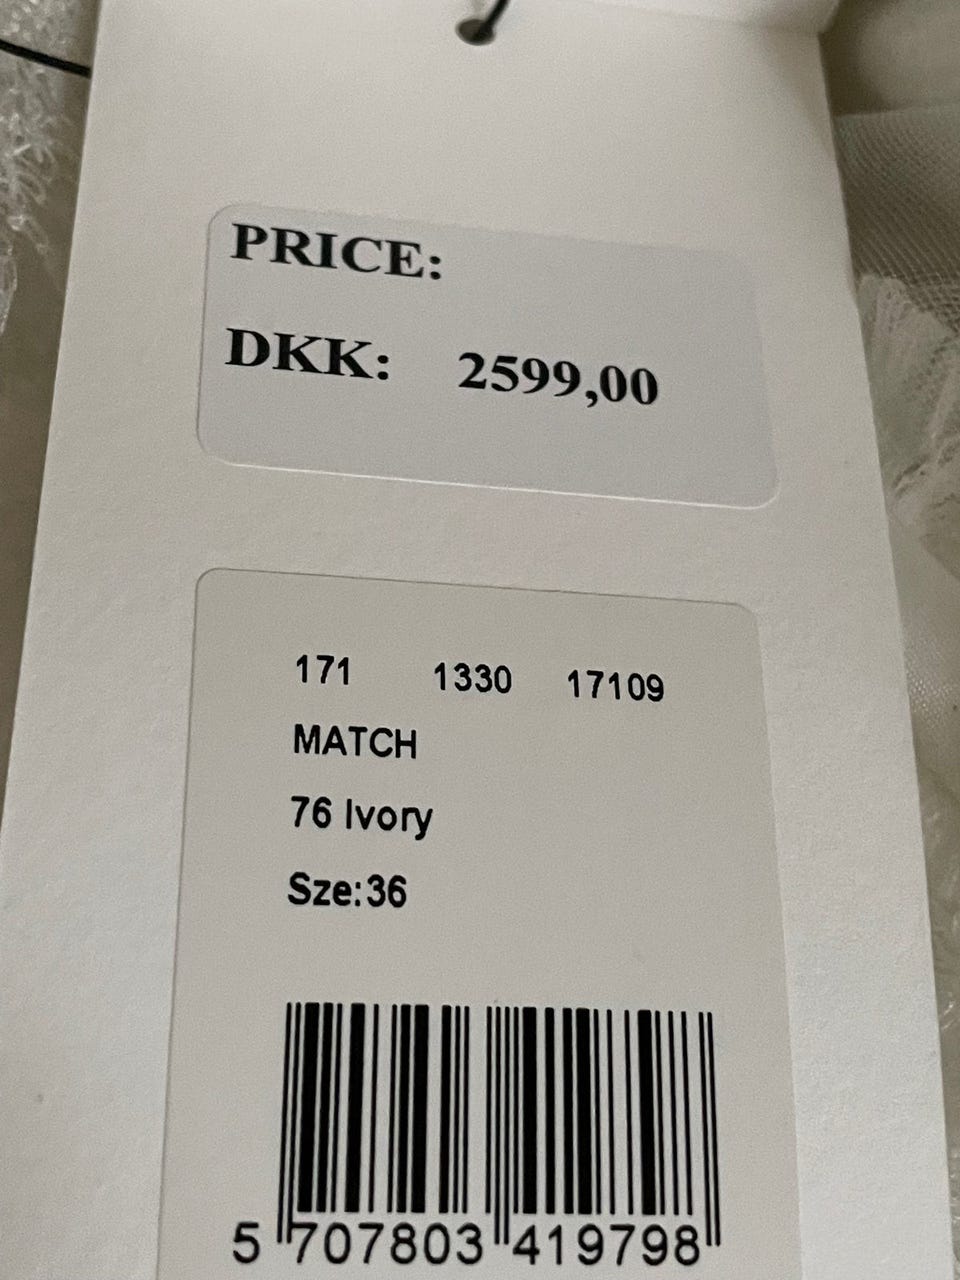 PRICE:
DKK: 2599,00
171 1330 17109
MATCH
76 Ivory
Sze:36
5 707803 419798